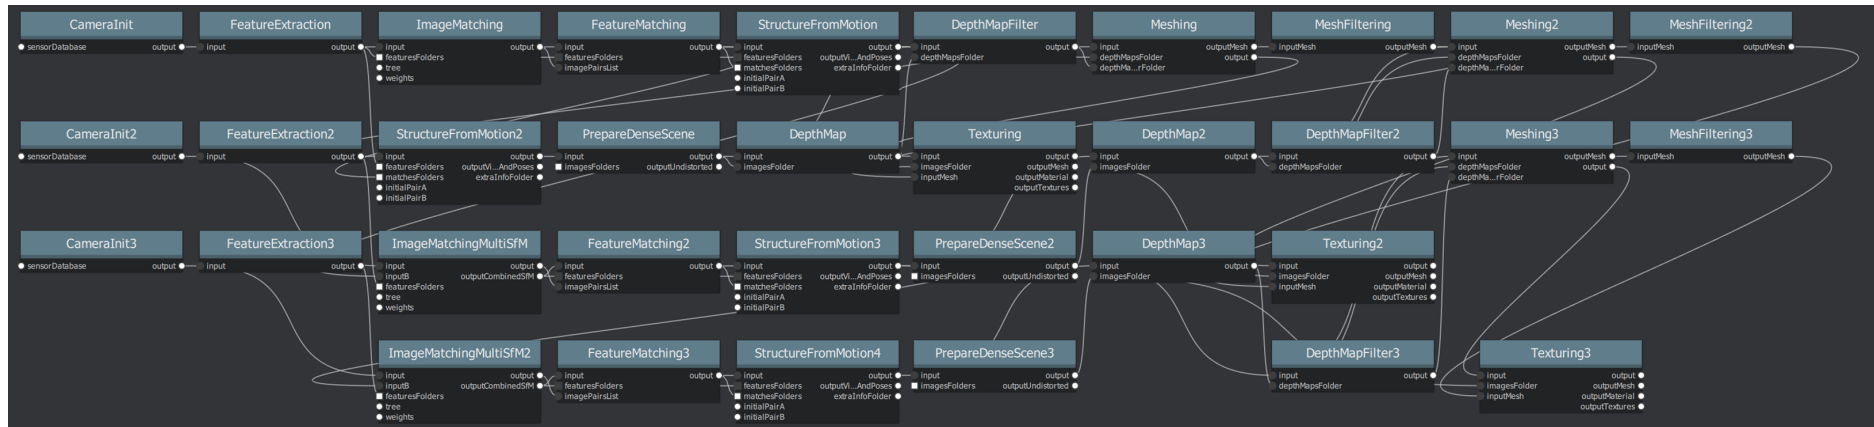 CameraInit
sensorDatabase output
FeatureExtraction
input output
ImageMatching
input output
featuresFolders
tree
weights
FeatureMatching
input output
featuresFolders
imagePairsList
StructureFromMotion
input output
featuresFolders outputVi...AndPoses
matchesFolders extraInfoFolder
initialPairA
initialPairB
DepthMapFilter
input output
depthMapsFolder
Meshing
input outputMesh
depthMapsFolder output
depthMa...rFolder
MeshFiltering
inputMesh outputMesh
Meshing2
input outputMesh
depthMapsFolder output
depthMa...rFolder
MeshFiltering2
inputMesh outputMesh
CameraInit2
sensorDatabase output
FeatureExtraction2
input output
StructureFromMotion2
input output
featuresFolders outputVi...AndPoses
matchesFolders extraInfoFolder
initialPairA
initialPairB
PrepareDenseScene
input output
imagesFolders outputUndistorted
DepthMap
input output
imagesFolder
Texturing
input output
imagesFolder outputMesh
inputMesh outputMaterial
outputTextures
DepthMap2
input output
imagesFolder
DepthMapFilter2
input output
depthMapsFolder
Meshing3
input outputMesh
depthMapsFolder output
depthMa...rFolder
MeshFiltering3
inputMesh outputMesh
CameraInit3
sensorDatabase output
FeatureExtraction3
input output
ImageMatchingMultiSfM
input output
inputB outputCombinedSfM
featuresFolders
tree
weights
FeatureMatching2
input output
featuresFolders
imagePairsList
StructureFromMotion3
input output
featuresFolders outputVi...AndPoses
matchesFolders extraInfoFolder
initialPairA
initialPairB
PrepareDenseScene2
input output
imagesFolders outputUndistorted
DepthMap3
input output
imagesFolder
Texturing2
input output
imagesFolder outputMesh
inputMesh outputMaterial
outputTextures
ImageMatchingMultiSfM2
input output
inputB outputCombinedSfM
featuresFolders
tree
weights
FeatureMatching3
input output
featuresFolders
imagePairsList
StructureFromMotion4
input output
featuresFolders outputVi...AndPoses
matchesFolders extraInfoFolder
initialPairA
initialPairB
PrepareDenseScene3
input output
imagesFolders outputUndistorted
DepthMapFilter3
input output
depthMapsFolder
Texturing3
input output
imagesFolder outputMesh
inputMesh outputMaterial
outputTextures